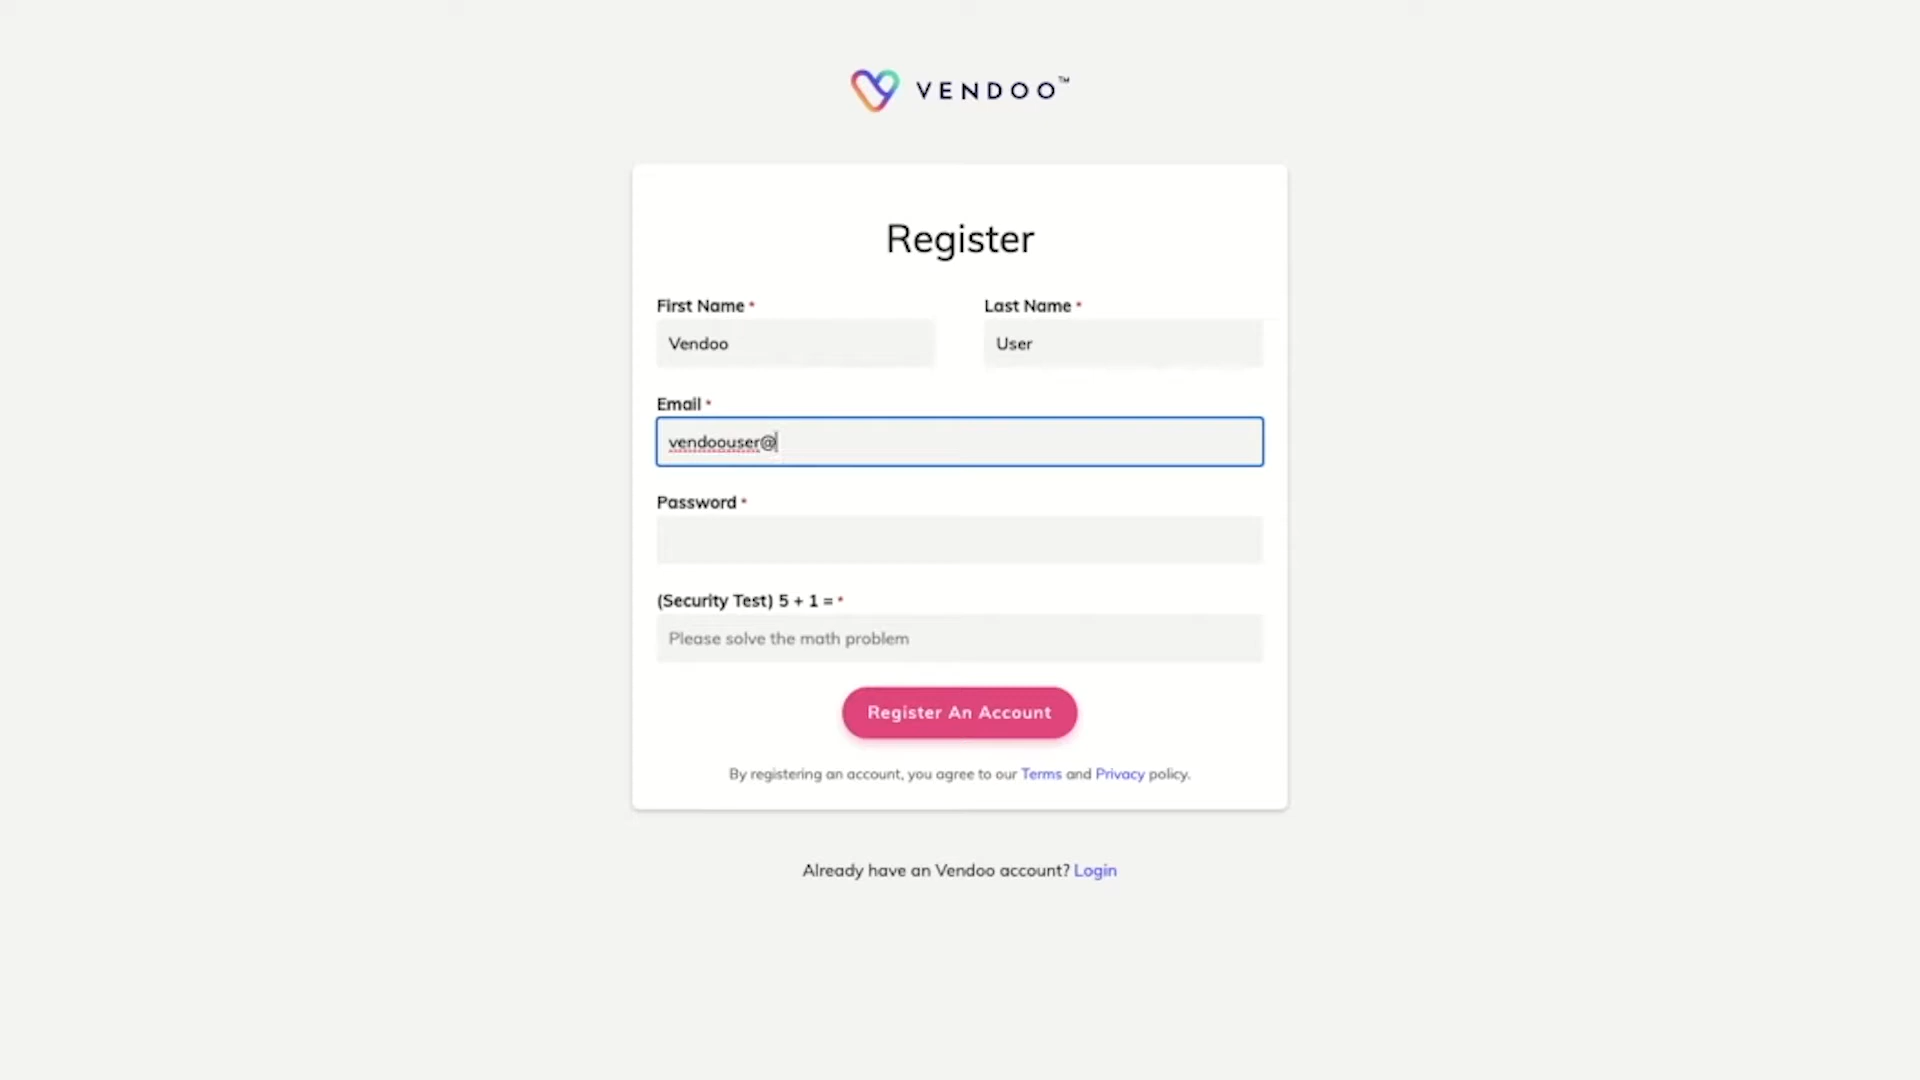 VENDOO™
Register
First Name *
Last Name *
Vendoo
User
Email *
vendoouser@
Password *
(Security Test) 5 + 1 = *
Please solve the math problem
Register An Account
By registering an account, you agree to our Terms and Privacy policy.
Already have an Vendoo account? Login